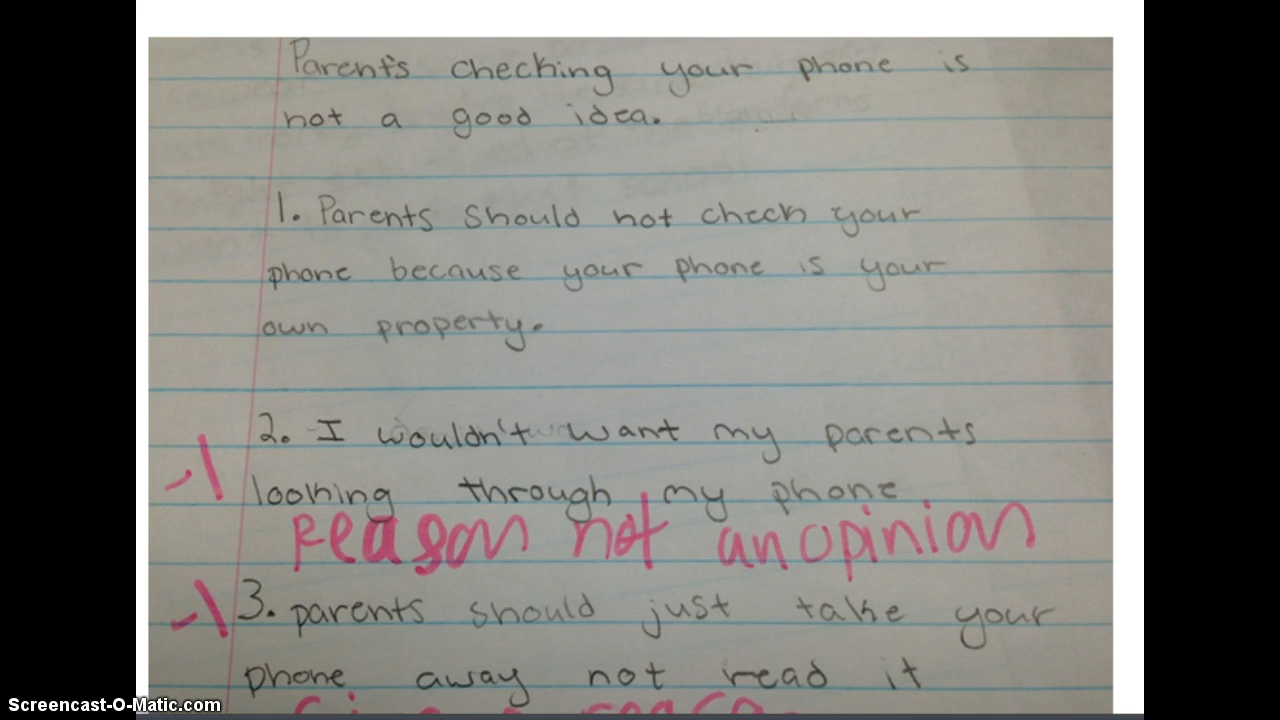 Parents checking your phone is
not a good idea.
1. Parents should not check your
phone because your phone is your
own property.
2. I wouldn't want my parents
-1
looking through my phone
Reason not an opinion
-1
3. parents should just take your
phone away not read it
Screencast-O-Matic.com